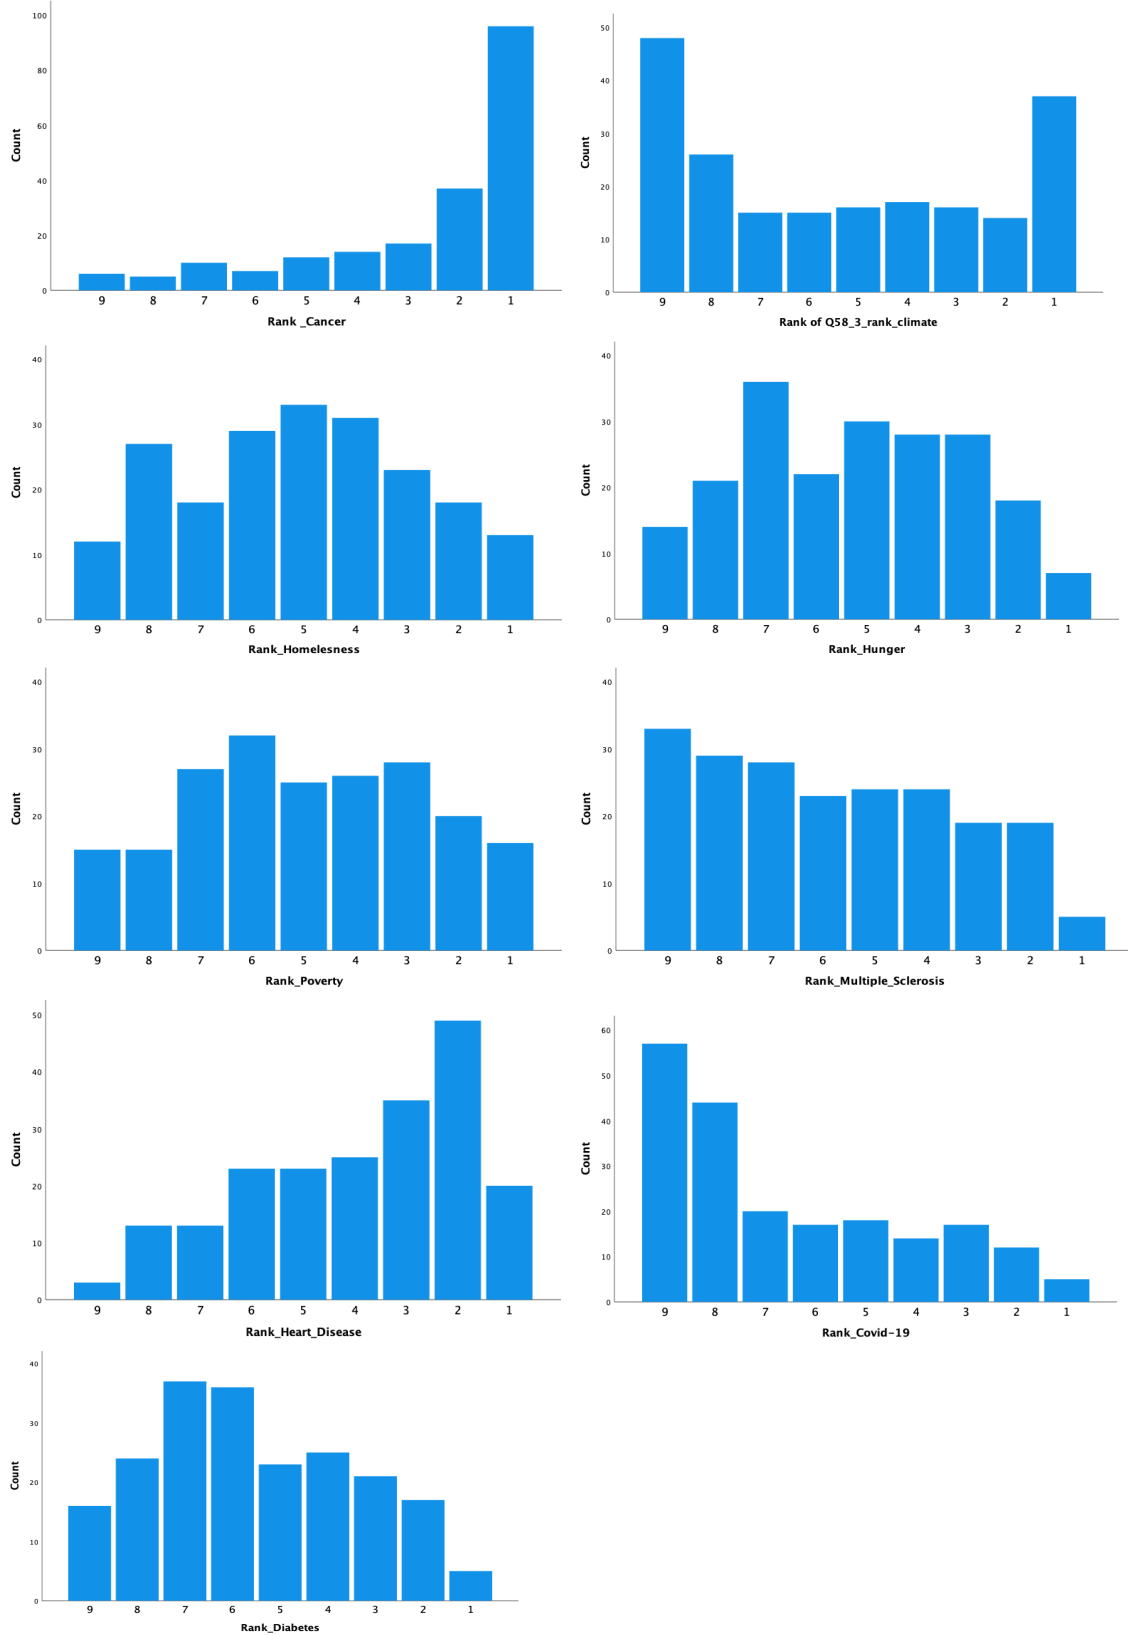 100
80
60
40
20
0
Count
9 8 7 6 5 4 3 2 1
Rank _Cancer
50
40
30
20
10
0
Count
9 8 7 6 5 4 3 2 1
Rank of Q58_3_rank_climate
40
30
20
10
0
Count
9 8 7 6 5 4 3 2 1
Rank_Homelesness
40
30
20
10
0
Count
9 8 7 6 5 4 3 2 1
Rank_Hunger
40
30
20
10
0
Count
9 8 7 6 5 4 3 2 1
Rank_Poverty
40
30
20
10
0
Count
9 8 7 6 5 4 3 2 1
Rank_Multiple_Sclerosis
50
40
30
20
10
0
Count
9 8 7 6 5 4 3 2 1
Rank_Heart_Disease
60
50
40
30
20
10
0
Count
9 8 7 6 5 4 3 2 1
Rank_Covid-19
40
30
20
10
0
Count
9 8 7 6 5 4 3 2 1
Rank_Diabetes